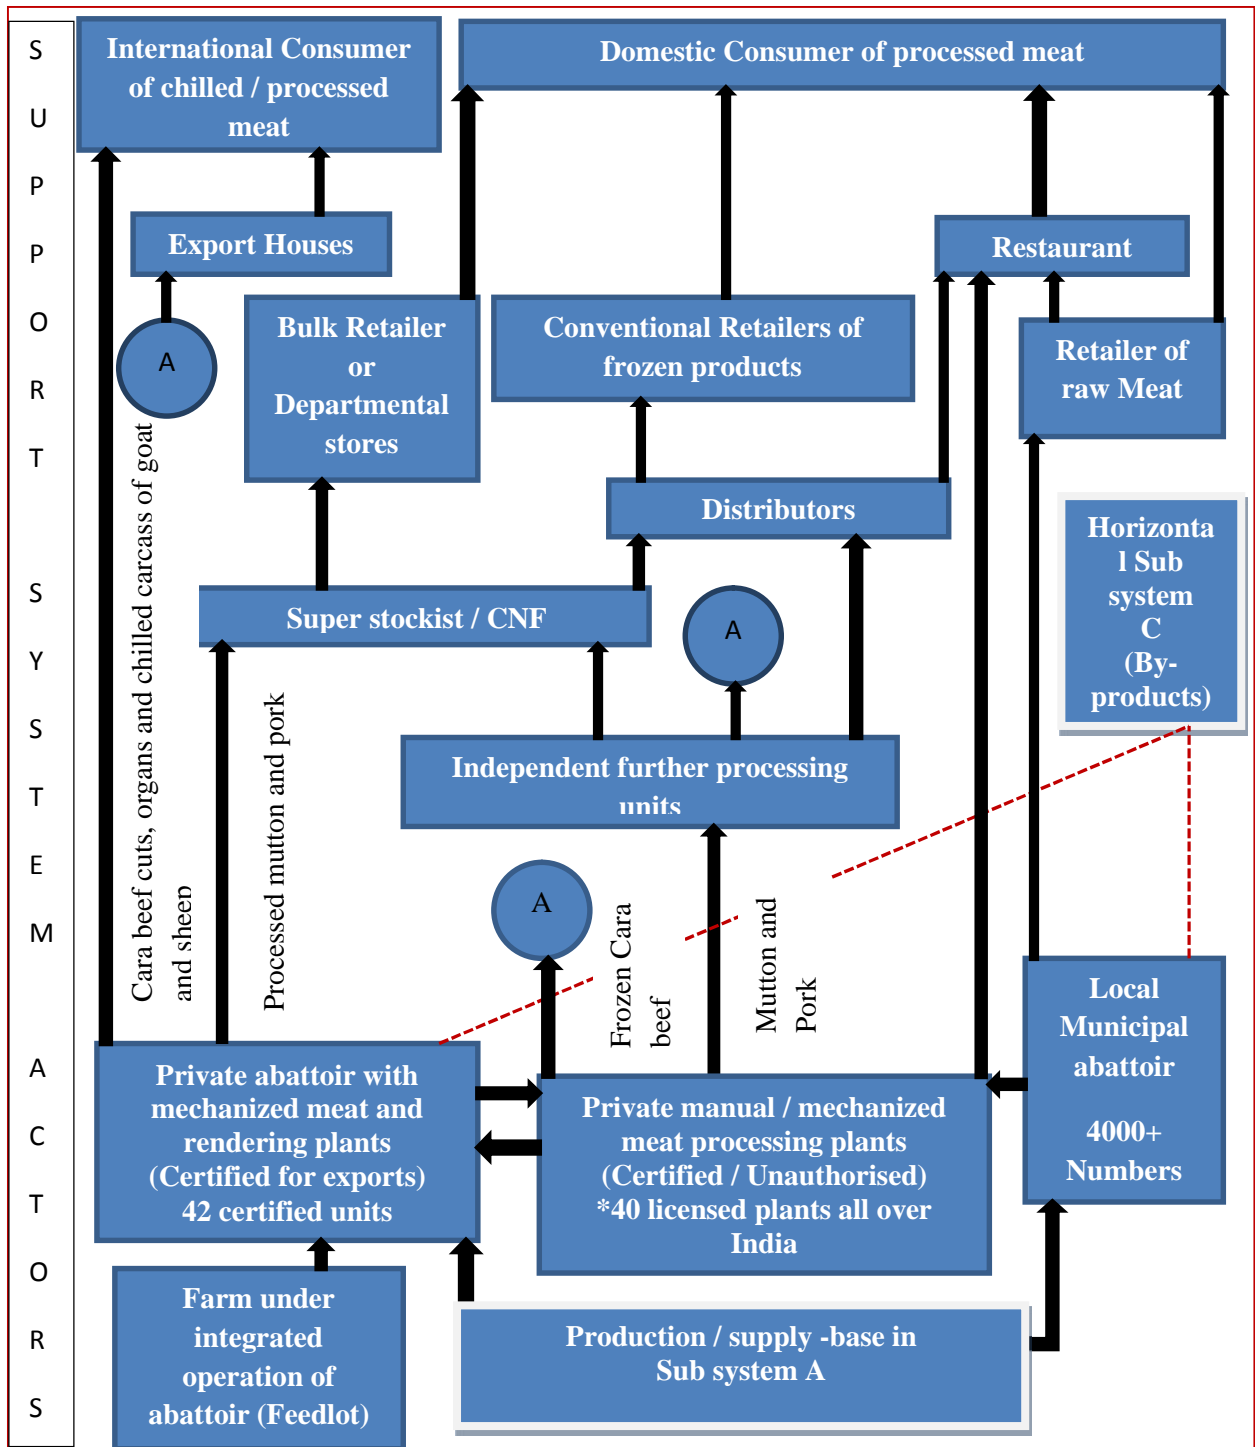 S
U
P
P
O
R
T
S
Y
S
T
E
M
A
C
T
O
R
S
International Consumer
of chilled / processed
meat
Domestic Consumer of processed meat
Export Houses
Restaurant
A
Bulk Retailer
or
Departmental
stores
Conventional Retailers of
frozen products
Retailer of
raw Meat
Distributors
Horizonta
l Sub
system
C
(By-
products)
Super stockist / CNF
A
Cara beef cuts, organs and chilled carcass of goat
and sheep
Processed mutton and pork
Independent further processing
units
A
Frozen Cara
beef
Mutton and
Pork
Local
Municipal
abattoir
4000+
Numbers
Private abattoir with
mechanized meat and
rendering plants
(Certified for exports)
42 certified units
Private manual / mechanized
meat processing plants
(Certified / Unauthorised)
*40 licensed plants all over
India
Farm under
integrated
operation of
abattoir (Feedlot)
Production / supply -base in
Sub system A